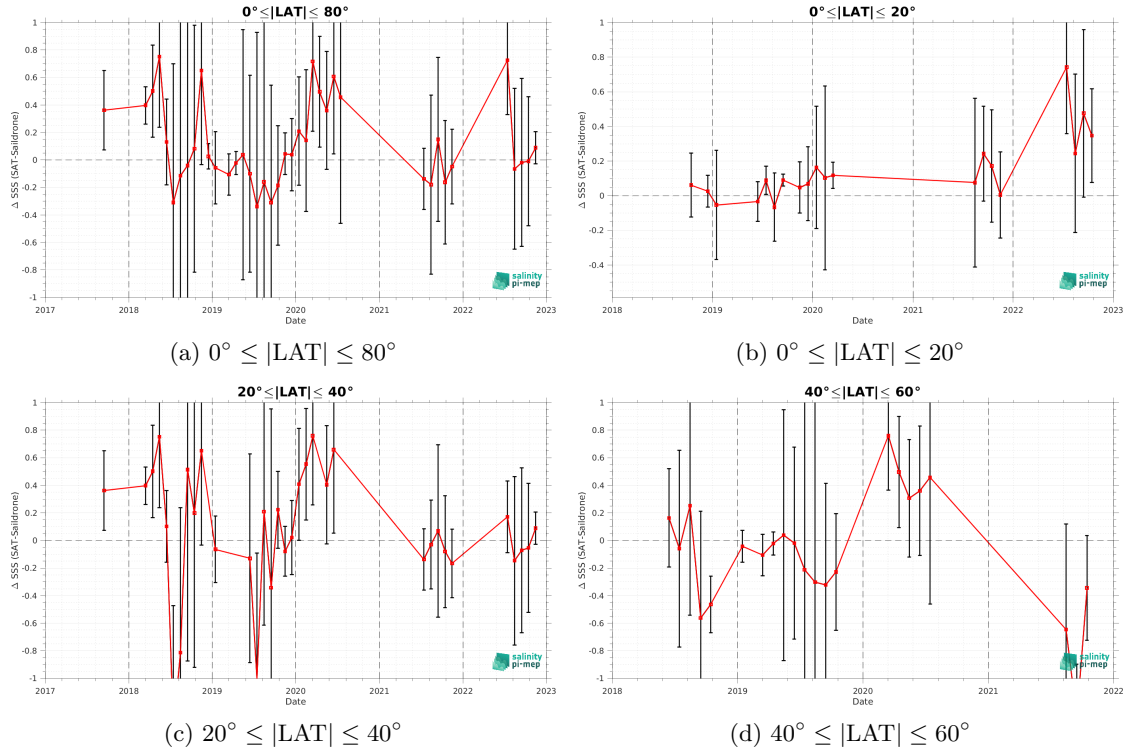 0°≤|LAT|≤ 80°
1
0.8
0.6
0.4
0.2
0
-0.2
-0.4
-0.6
-0.8
-1
Δ SSS (SAT-Saildrone)
2017 2018 2019 2020 2021 2022 2023
Date
salinity
pi-mep
(a) 0° ≤ |LAT| ≤ 80°
0°≤|LAT|≤ 20°
1
0.8
0.6
0.4
0.2
0
-0.2
-0.4
Δ SSS (SAT-Saildrone)
2018 2019 2020 2021 2022 2023
Date
salinity
pi-mep
(b) 0° ≤ |LAT| ≤ 20°
20°≤|LAT|≤ 40°
1
0.8
0.6
0.4
0.2
0
-0.2
-0.4
-0.6
-0.8
-1
Δ SSS (SAT-Saildrone)
2017 2018 2019 2020 2021 2022 2023
Date
salinity
pi-mep
(c) 20° ≤ |LAT| ≤ 40°
40°≤|LAT|≤ 60°
1
0.8
0.6
0.4
0.2
0
-0.2
-0.4
-0.6
-0.8
-1
Δ SSS (SAT-Saildrone)
2018 2019 2020 2021 2022
Date
salinity
pi-mep
(d) 40° ≤ |LAT| ≤ 60°